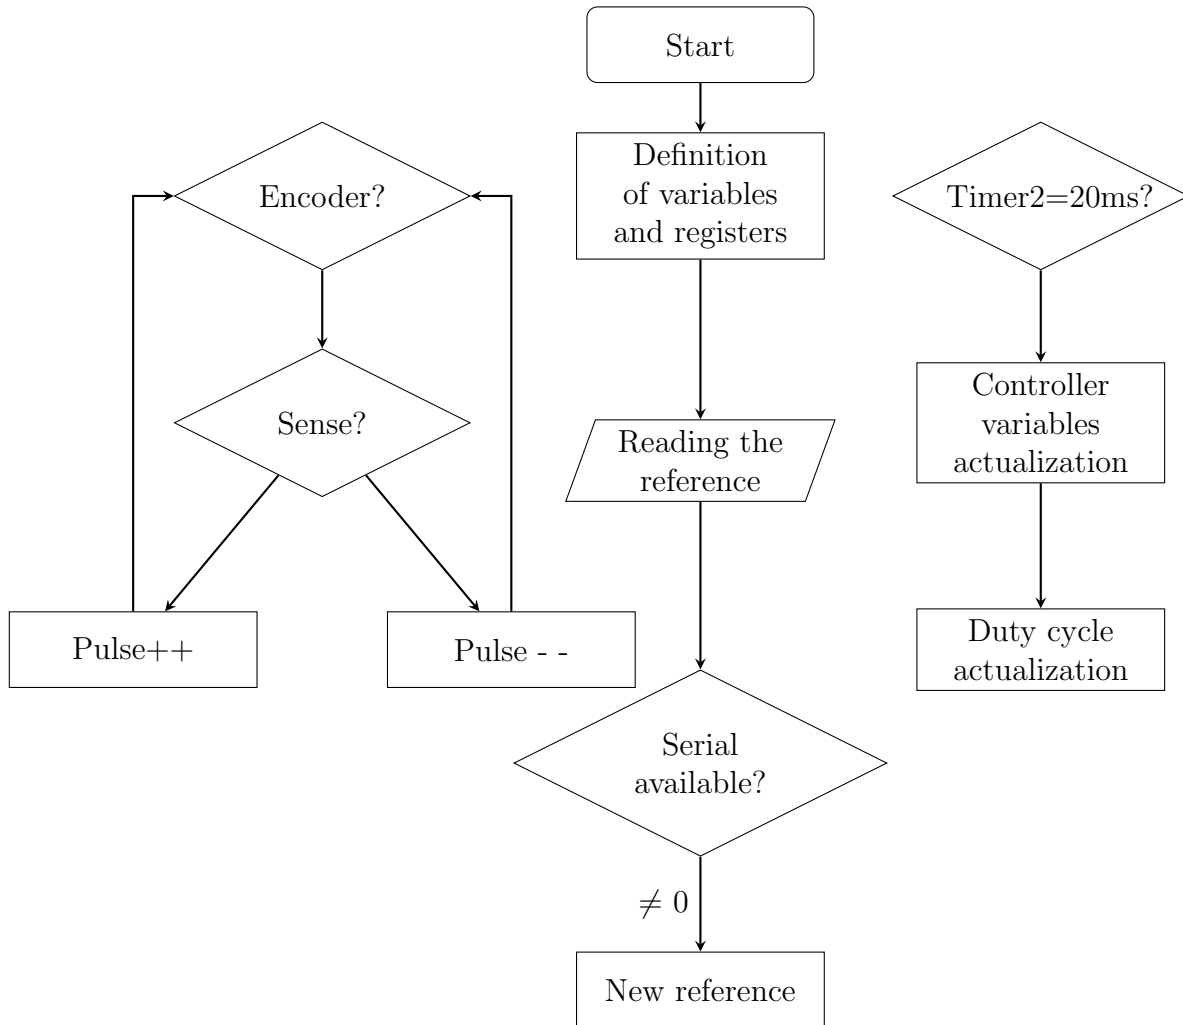 Start
Definition
of variables
and registers
Encoder?
Timer2=20ms?
Sense?
Reading the
reference
Controller
variables
actualization
Pulse++
Pulse - -
Duty cycle
actualization
Serial
available?
≠ 0
New reference